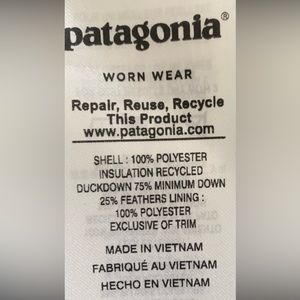 patagonia®
WORN WEAR
Repair, Reuse, Recycle
This Product
www.patagonia.com
SHELL : 100% POLYESTER
INSULATION RECYCLED
DUCKDOWN 75% MINIMUM DOWN
25% FEATHERS LINING :
100% POLYESTER
EXCLUSIVE OF TRIM
MADE IN VIETNAM
FABRIQUÉ AU VIETNAM
HECHO EN VIETNAM